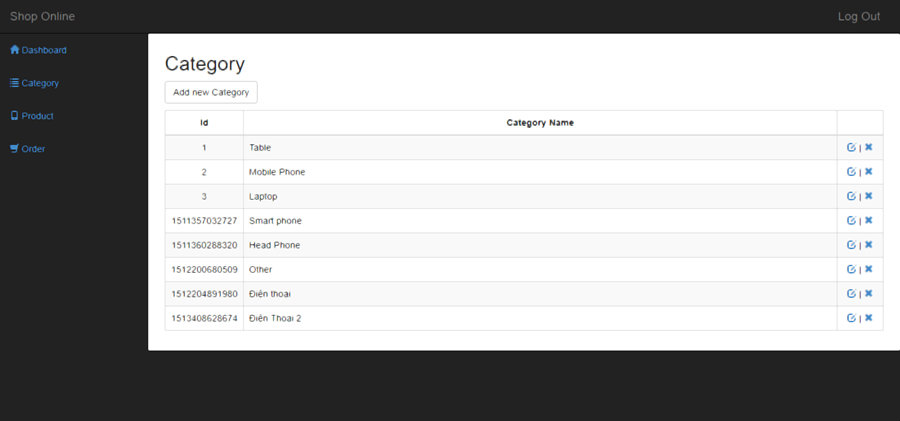 Shop Online Log Out
Dashboard
Category
Product
Order
Category
Add new Category
Id Category Name
1 Table |
2 Mobile Phone |
3 Laptop |
1511357032727 Smart phone |
1511360288320 Head Phone |
1512200680509 Other |
1512204891980 Điện thoại |
1513408628674 Điện Thoại 2 |